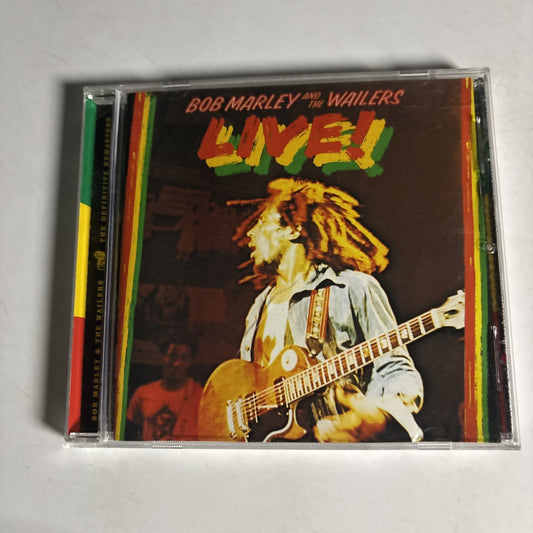 BOB MARLEY AND THE WAILERS
LIVE!
BOB MARLEY & THE WAILERS THE DEFINITIVE REMASTERS